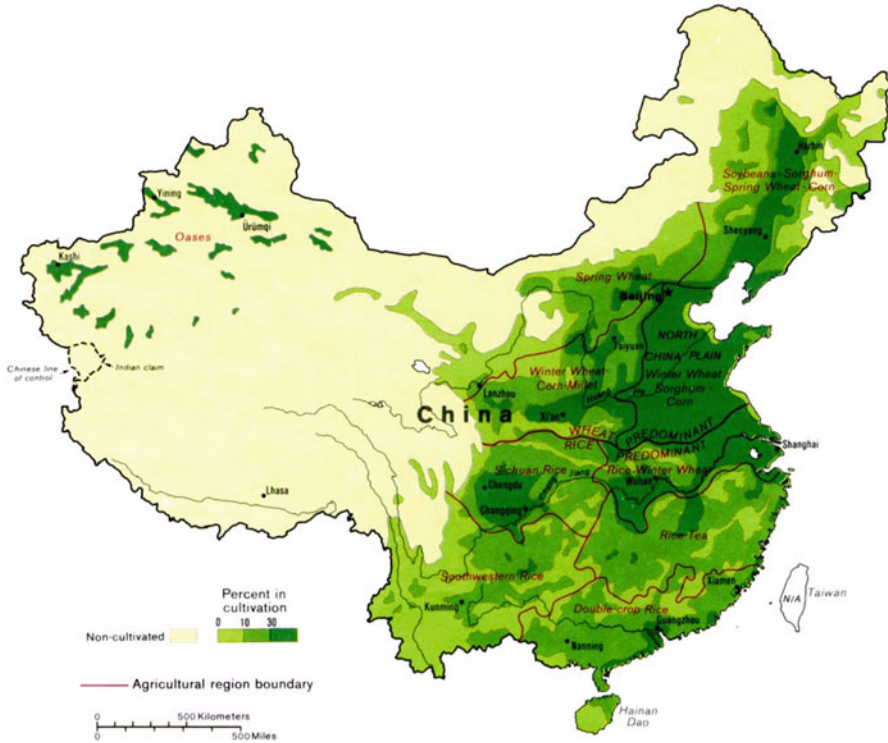 Harbin
Soybeans-Sorghum-
Spring Wheat-Corn
Yining
Ürümqi
Oases
Shenyang
Kashi
Spring Wheat
Beijing
NORTH
CHINA PLAIN
Taiyuan
Chinese line
of control
Indian claim
Winter Wheat-
Corn-Millet
Winter Wheat
Sorghum -
Corn
Lanzhou
Huang He
China
Xi'an
WHEAT PREDOMINANT
RICE PREDOMINANT
Shanghai
Sichuan Rice
Rice-Winter Wheat
Chang Jiang
Wuhan
Chengdu
Lhasa
Chongqing
Rice-Tea
Southwestern Rice
Xiamen
N/A
Taiwan
Percent in
cultivation
Kunming
Double-crop Rice
Guangzhou
Non-cultivated
0 10 30
Nanning
Agricultural region boundary
Hainan
Dao
0 500 Kilometers
0 500 Miles